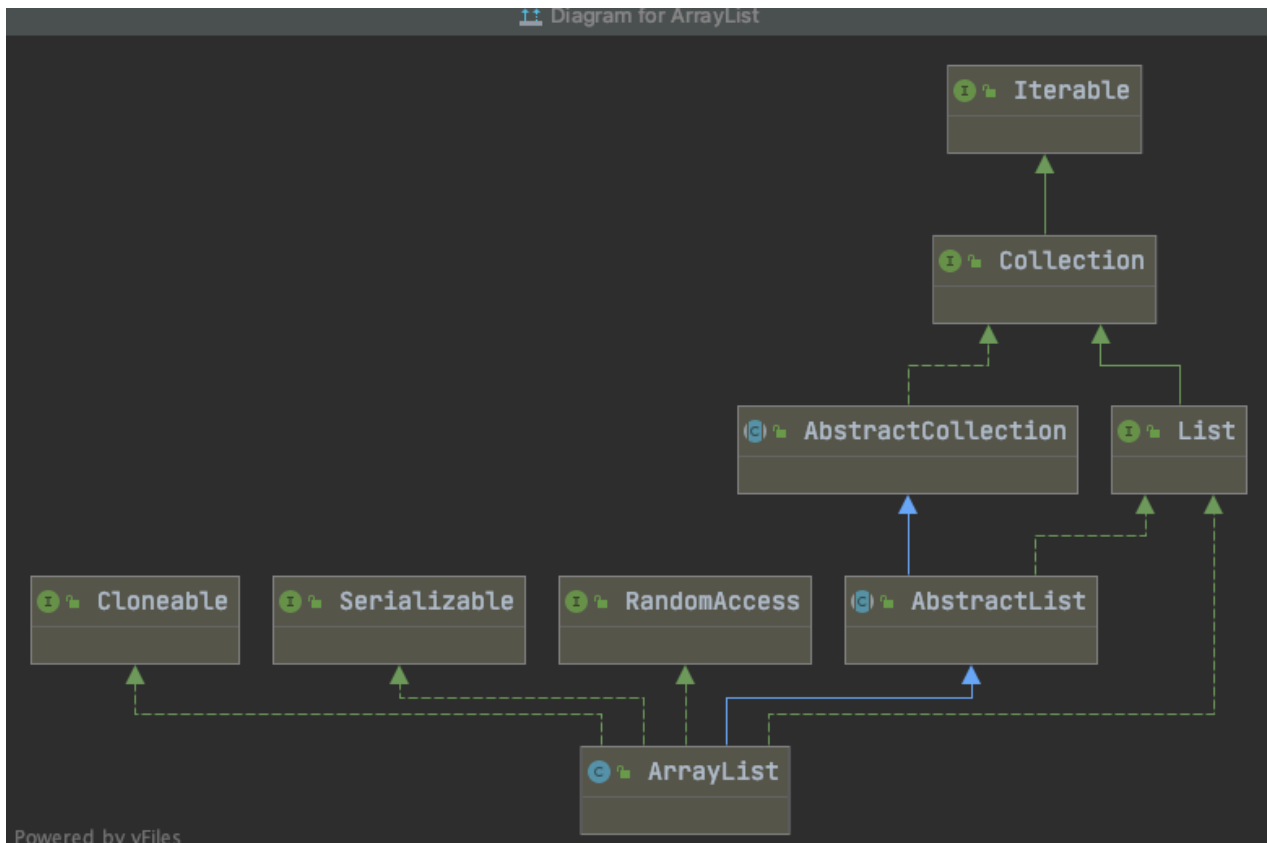 Diagram for ArrayList
I Iterable
I Collection
C AbstractCollection
I List
I Cloneable
I Serializable
I RandomAccess
C AbstractList
C ArrayList
Powered by yFiles